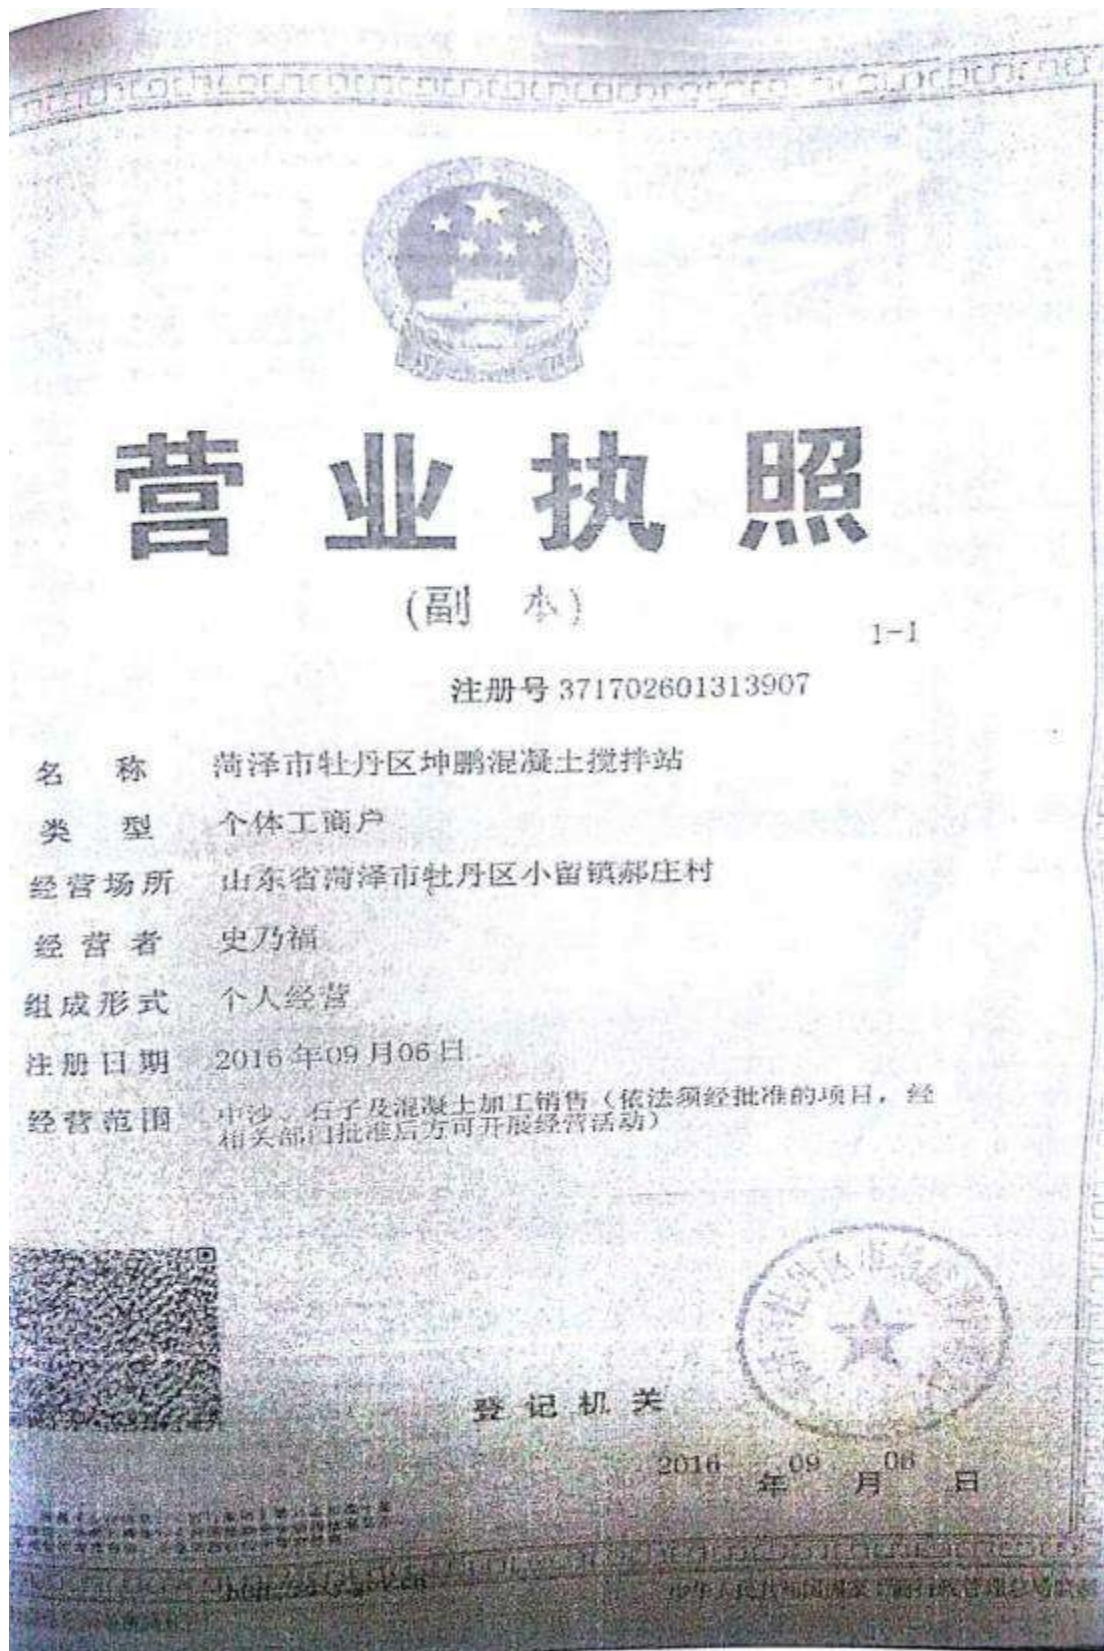 营业执照
(副 本)
1-1
注册号 371702601313907
名 称 菏泽市牡丹区坤鹏混凝土搅拌站
类 型 个体工商户
经营场所 山东省菏泽市牡丹区小留镇郝庄村
经 营 者 史乃福
组成形式 个人经营
注册日期 2016年09月06日
经营范围 中沙、石子及混凝土加工销售（依法须经批准的项目，经
相关部门批准后方可开展经营活动）
登记机关
2016 年 09 月 06 日